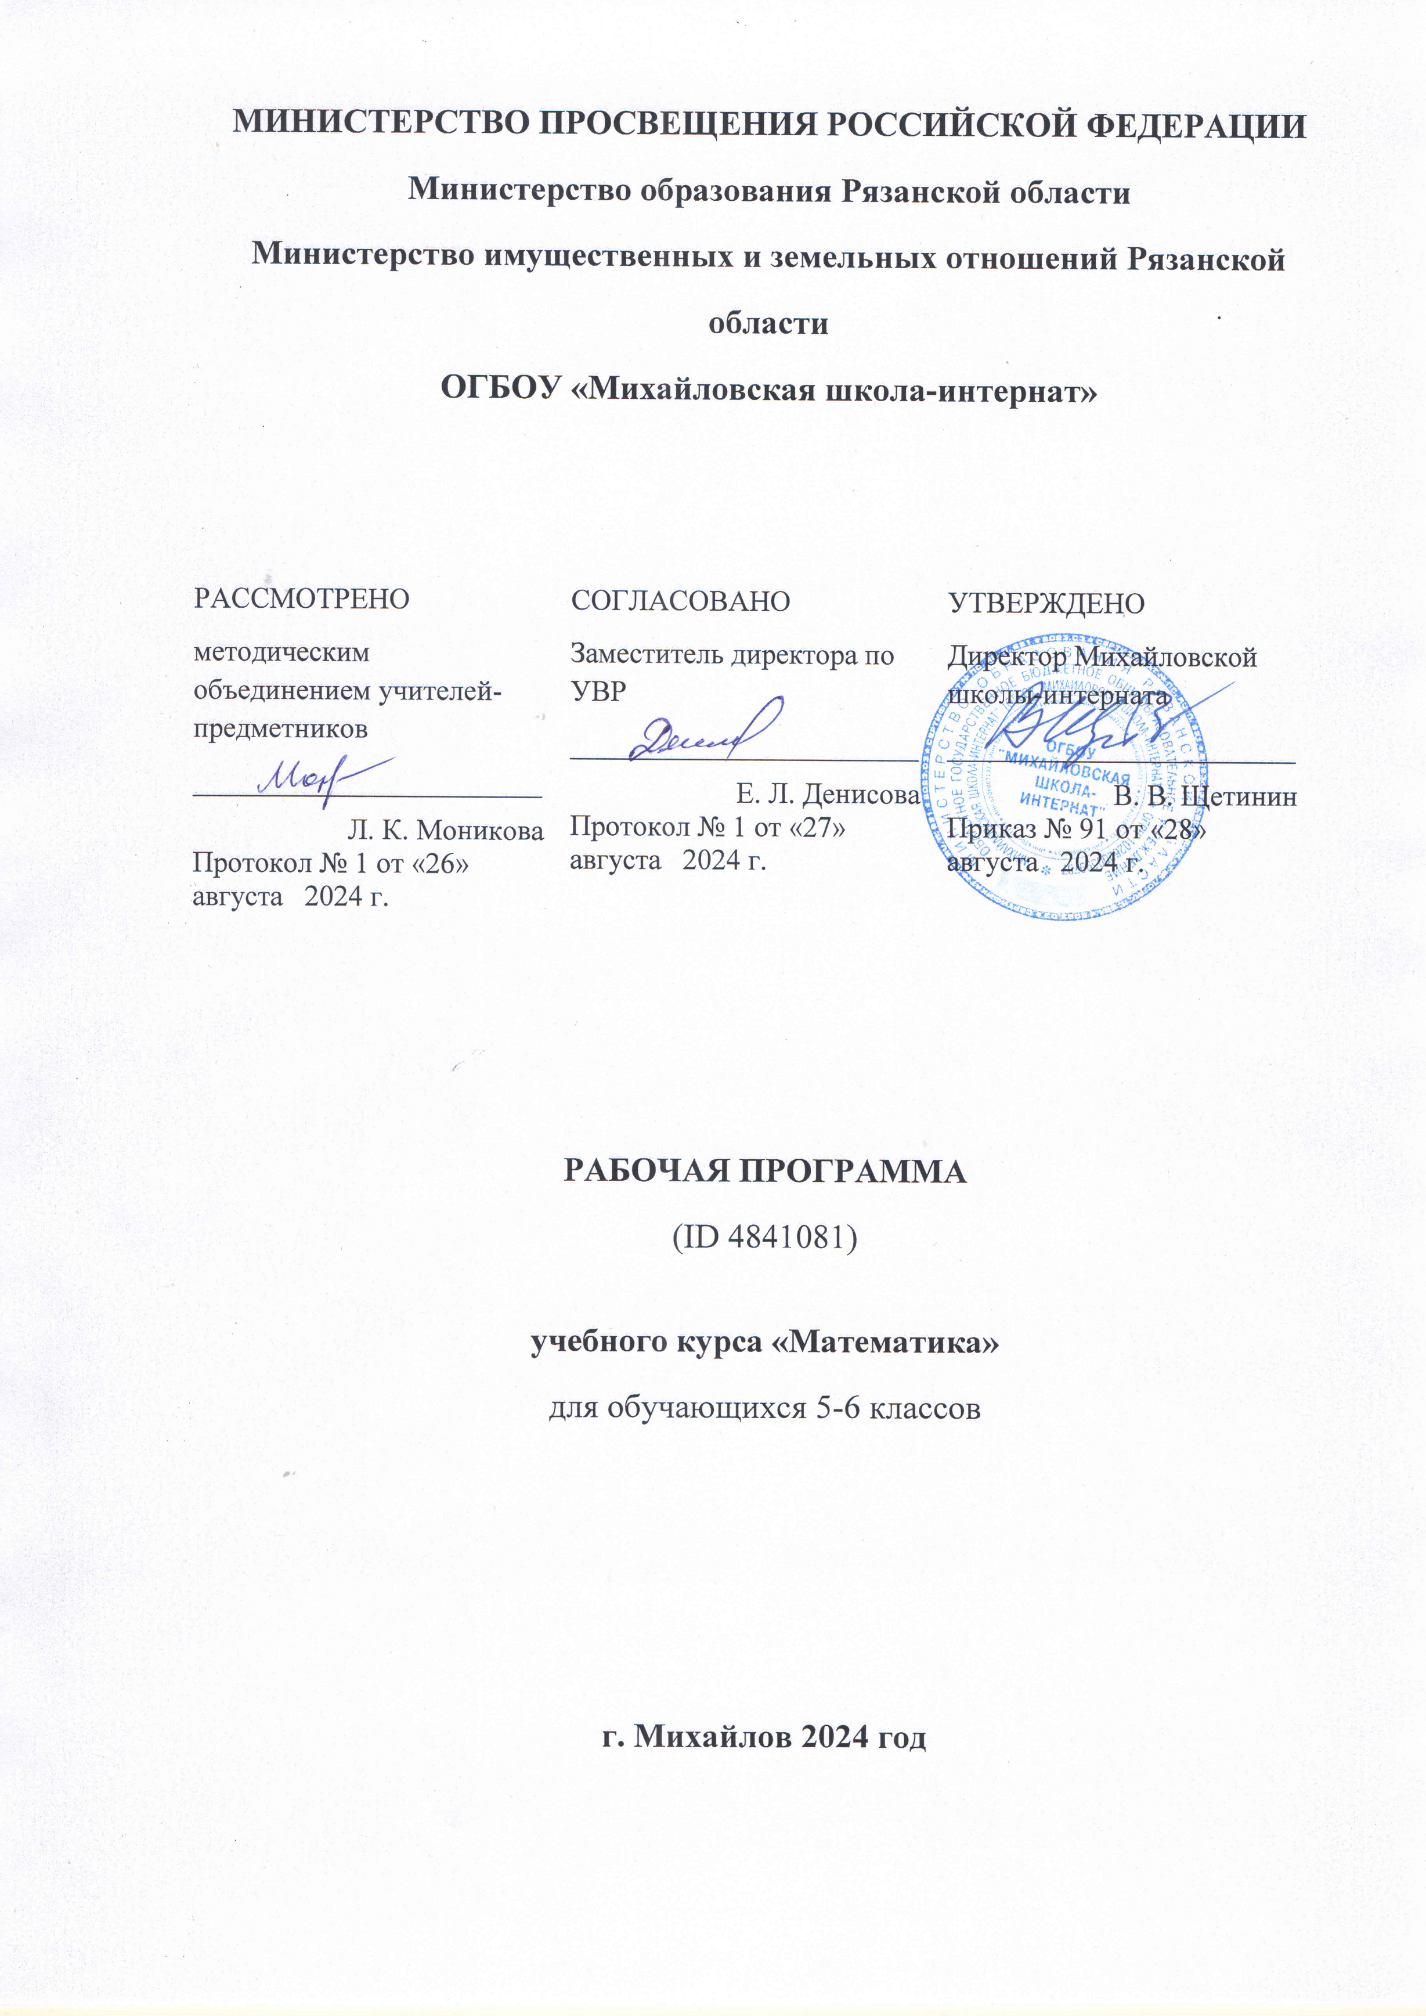 МИНИСТЕРСТВО ПРОСВЕЩЕНИЯ РОССИЙСКОЙ ФЕДЕРАЦИИ
Министерство образования Рязанской области
Министерство имущественных и земельных отношений Рязанской
области
ОГБОУ «Михайловская школа-интернат»
РАССМОТРЕНО
методическим
объединением учителей-
предметников
Л. К. Моникова
Протокол № 1 от «26»
августа 2024 г.
СОГЛАСОВАНО
Заместитель директора по
УВР
Е. Л. Денисова
Протокол № 1 от «27»
августа 2024 г.
УТВЕРЖДЕНО
Директор Михайловской
школы-интерната
В. В. Щетинин
Приказ № 91 от «28»
августа 2024 г.
ОГБОУ
"МИХАЙЛОВСКАЯ
ШКОЛА-
ИНТЕРНАТ"
РАБОЧАЯ ПРОГРАММА
(ID 4841081)
учебного курса «Математика»
для обучающихся 5-6 классов
г. Михайлов 2024 год